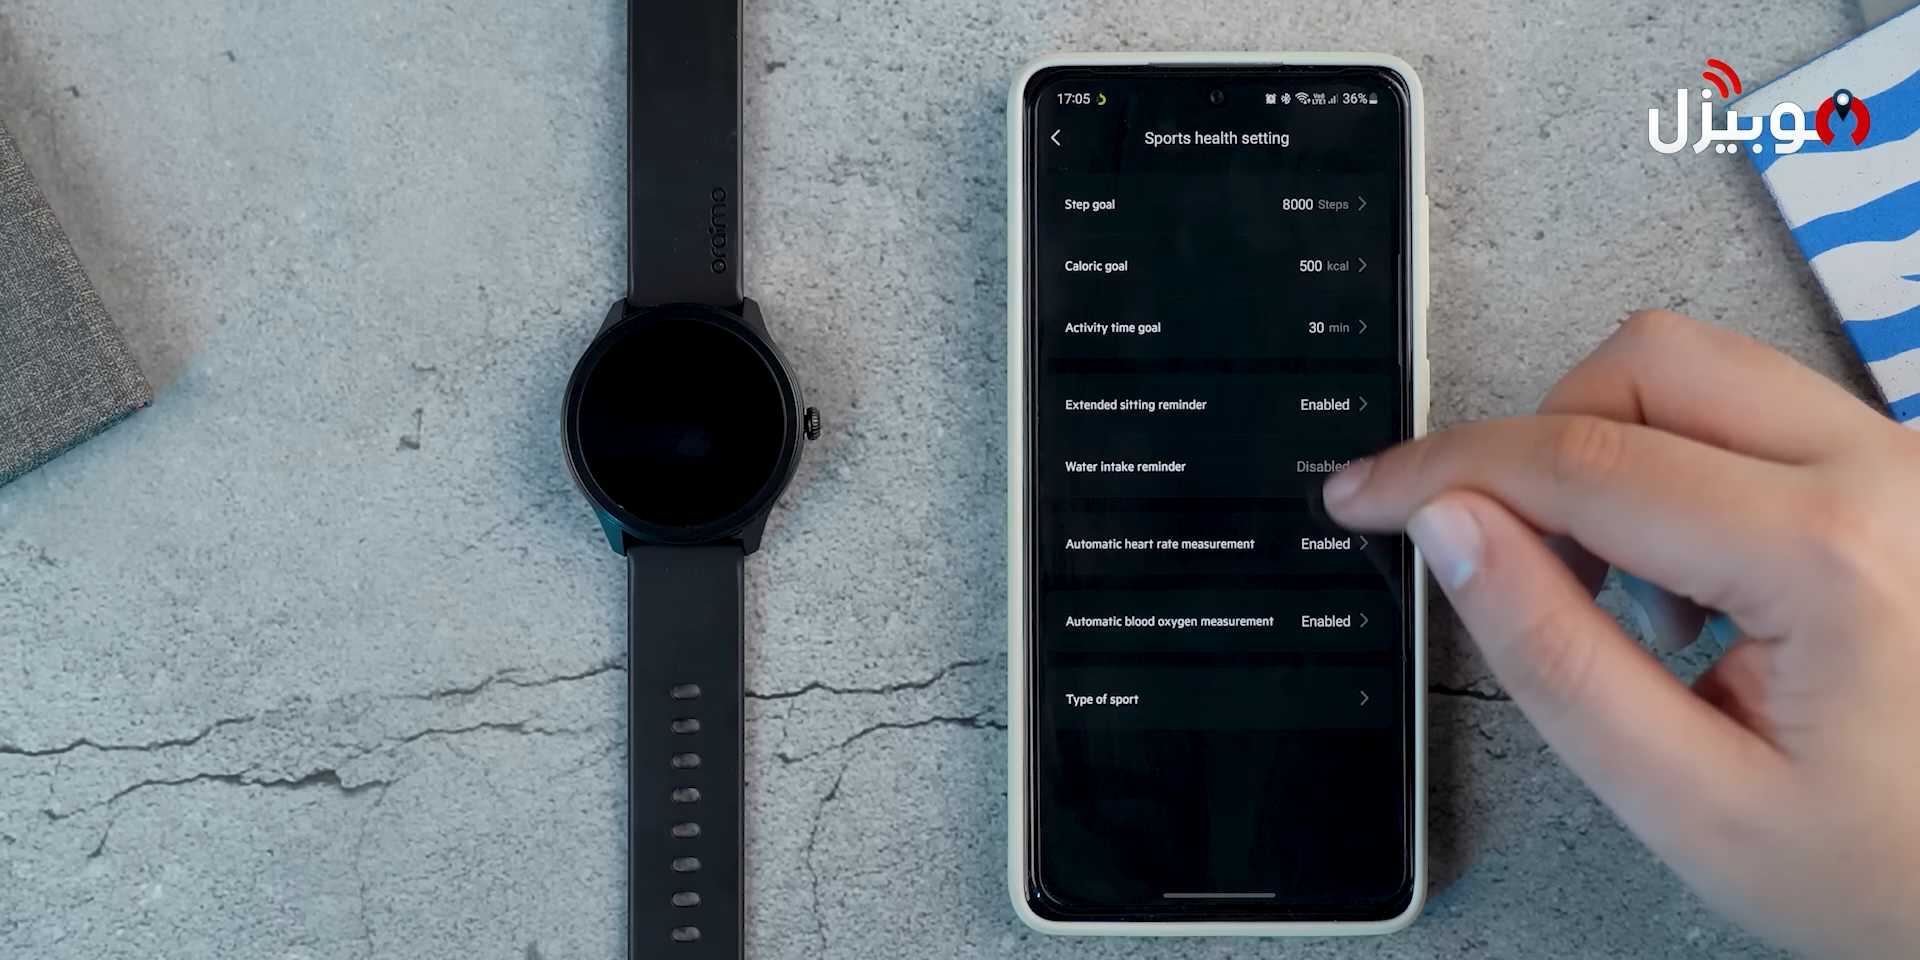 oraimo
17:05
VoLTE1 36%
Sports health setting
Step goal 8000 Steps
Caloric goal 500 kcal
Activity time goal 30 min
Extended sitting reminder Enabled
Water intake reminder Disabled
Automatic heart rate measurement Enabled
Automatic blood oxygen measurement Enabled
Type of sport
موبيزل